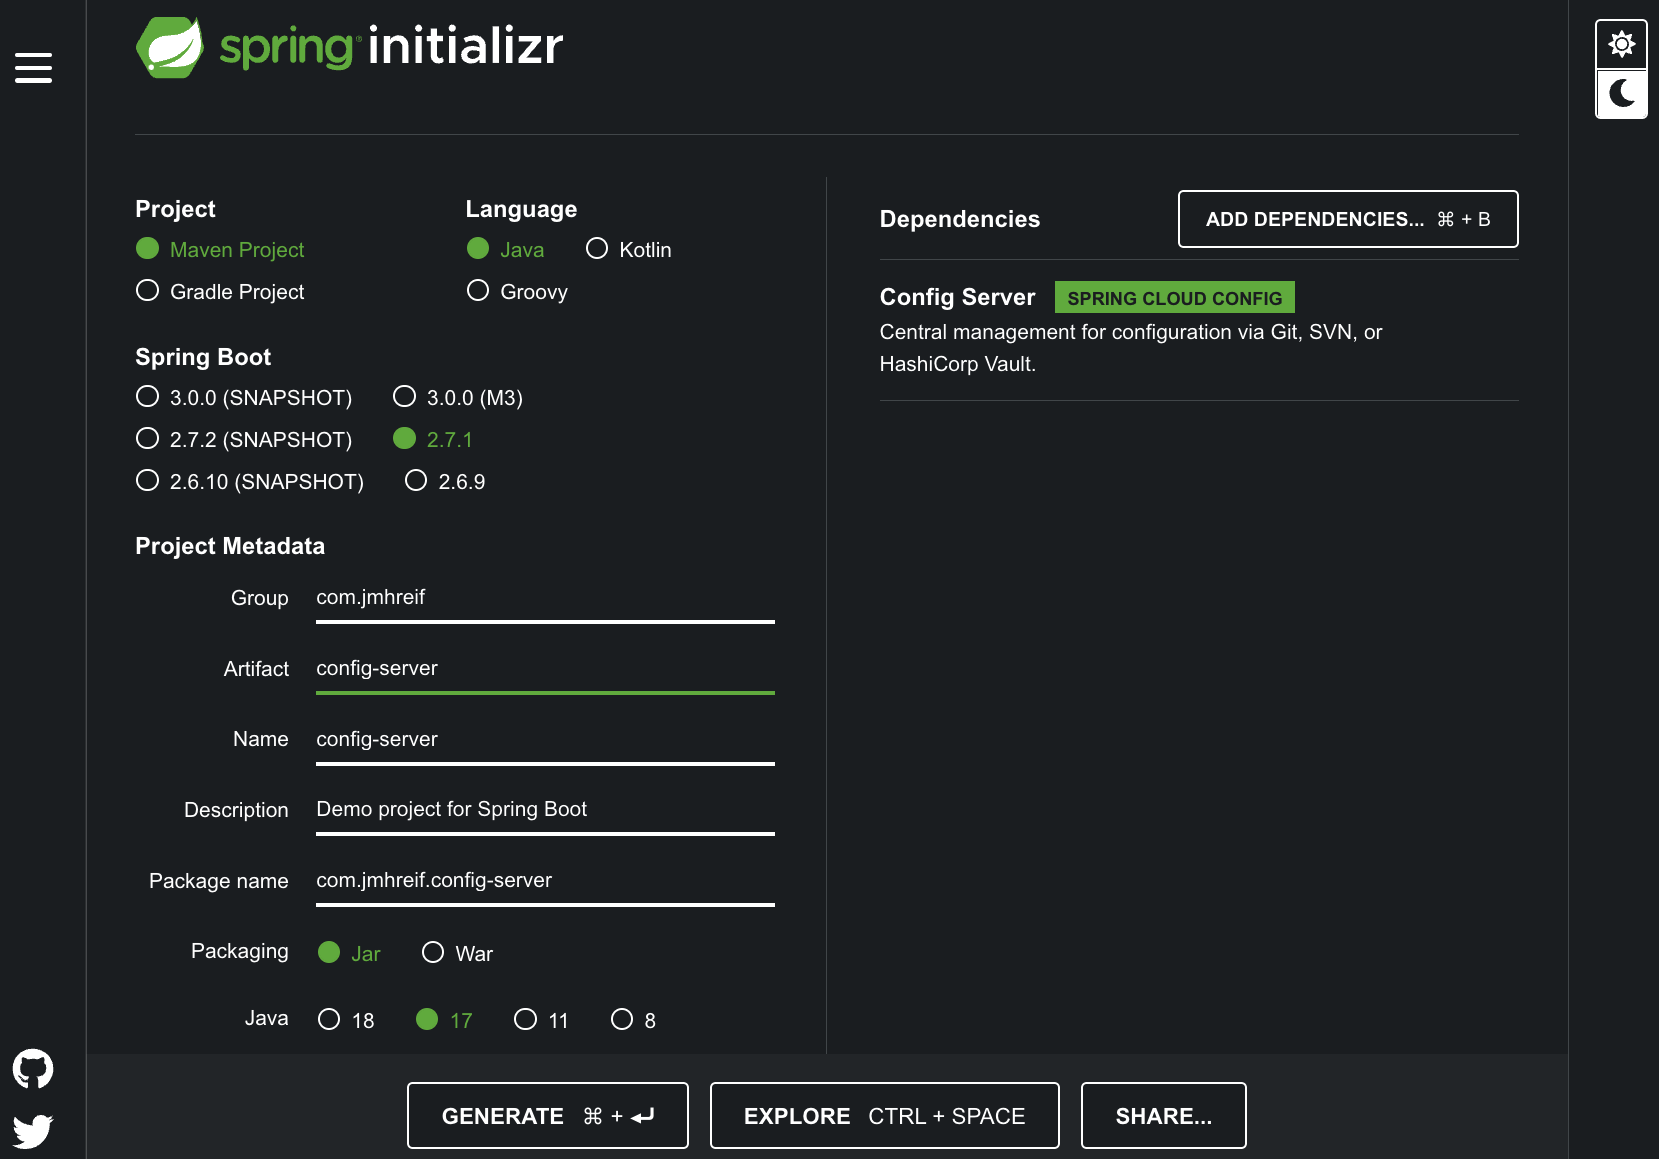 spring initializr
Project
Maven Project
Gradle Project
Language
Java Kotlin
Groovy
Spring Boot
3.0.0 (SNAPSHOT) 3.0.0 (M3)
2.7.2 (SNAPSHOT) 2.7.1
2.6.10 (SNAPSHOT) 2.6.9
Project Metadata
Group com.jmhreif
Artifact config-server
Name config-server
Description Demo project for Spring Boot
Package name com.jmhreif.config-server
Packaging Jar War
Java 18 17 11 8
Dependencies ADD DEPENDENCIES... ⌘ + B
Config Server SPRING CLOUD CONFIG
Central management for configuration via Git, SVN, or
HashiCorp Vault.
GENERATE ⌘ + ⏎ EXPLORE CTRL + SPACE SHARE...